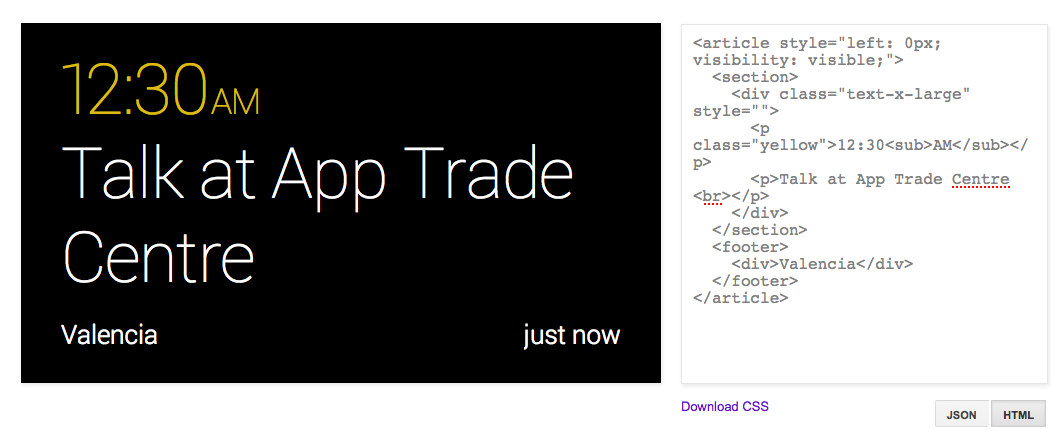 12:30AM
Talk at App Trade
Centre
Valencia
just now
<article style="left: 0px;
visibility: visible;">
  <section>
    <div class="text-x-large"
style="">
      <p
class="yellow">12:30<sub>AM</sub></
p>
      <p>Talk at App Trade Centre
<br></p>
    </div>
  </section>
  <footer>
    <div>Valencia</div>
  </footer>
</article>
Download CSS
JSON
HTML